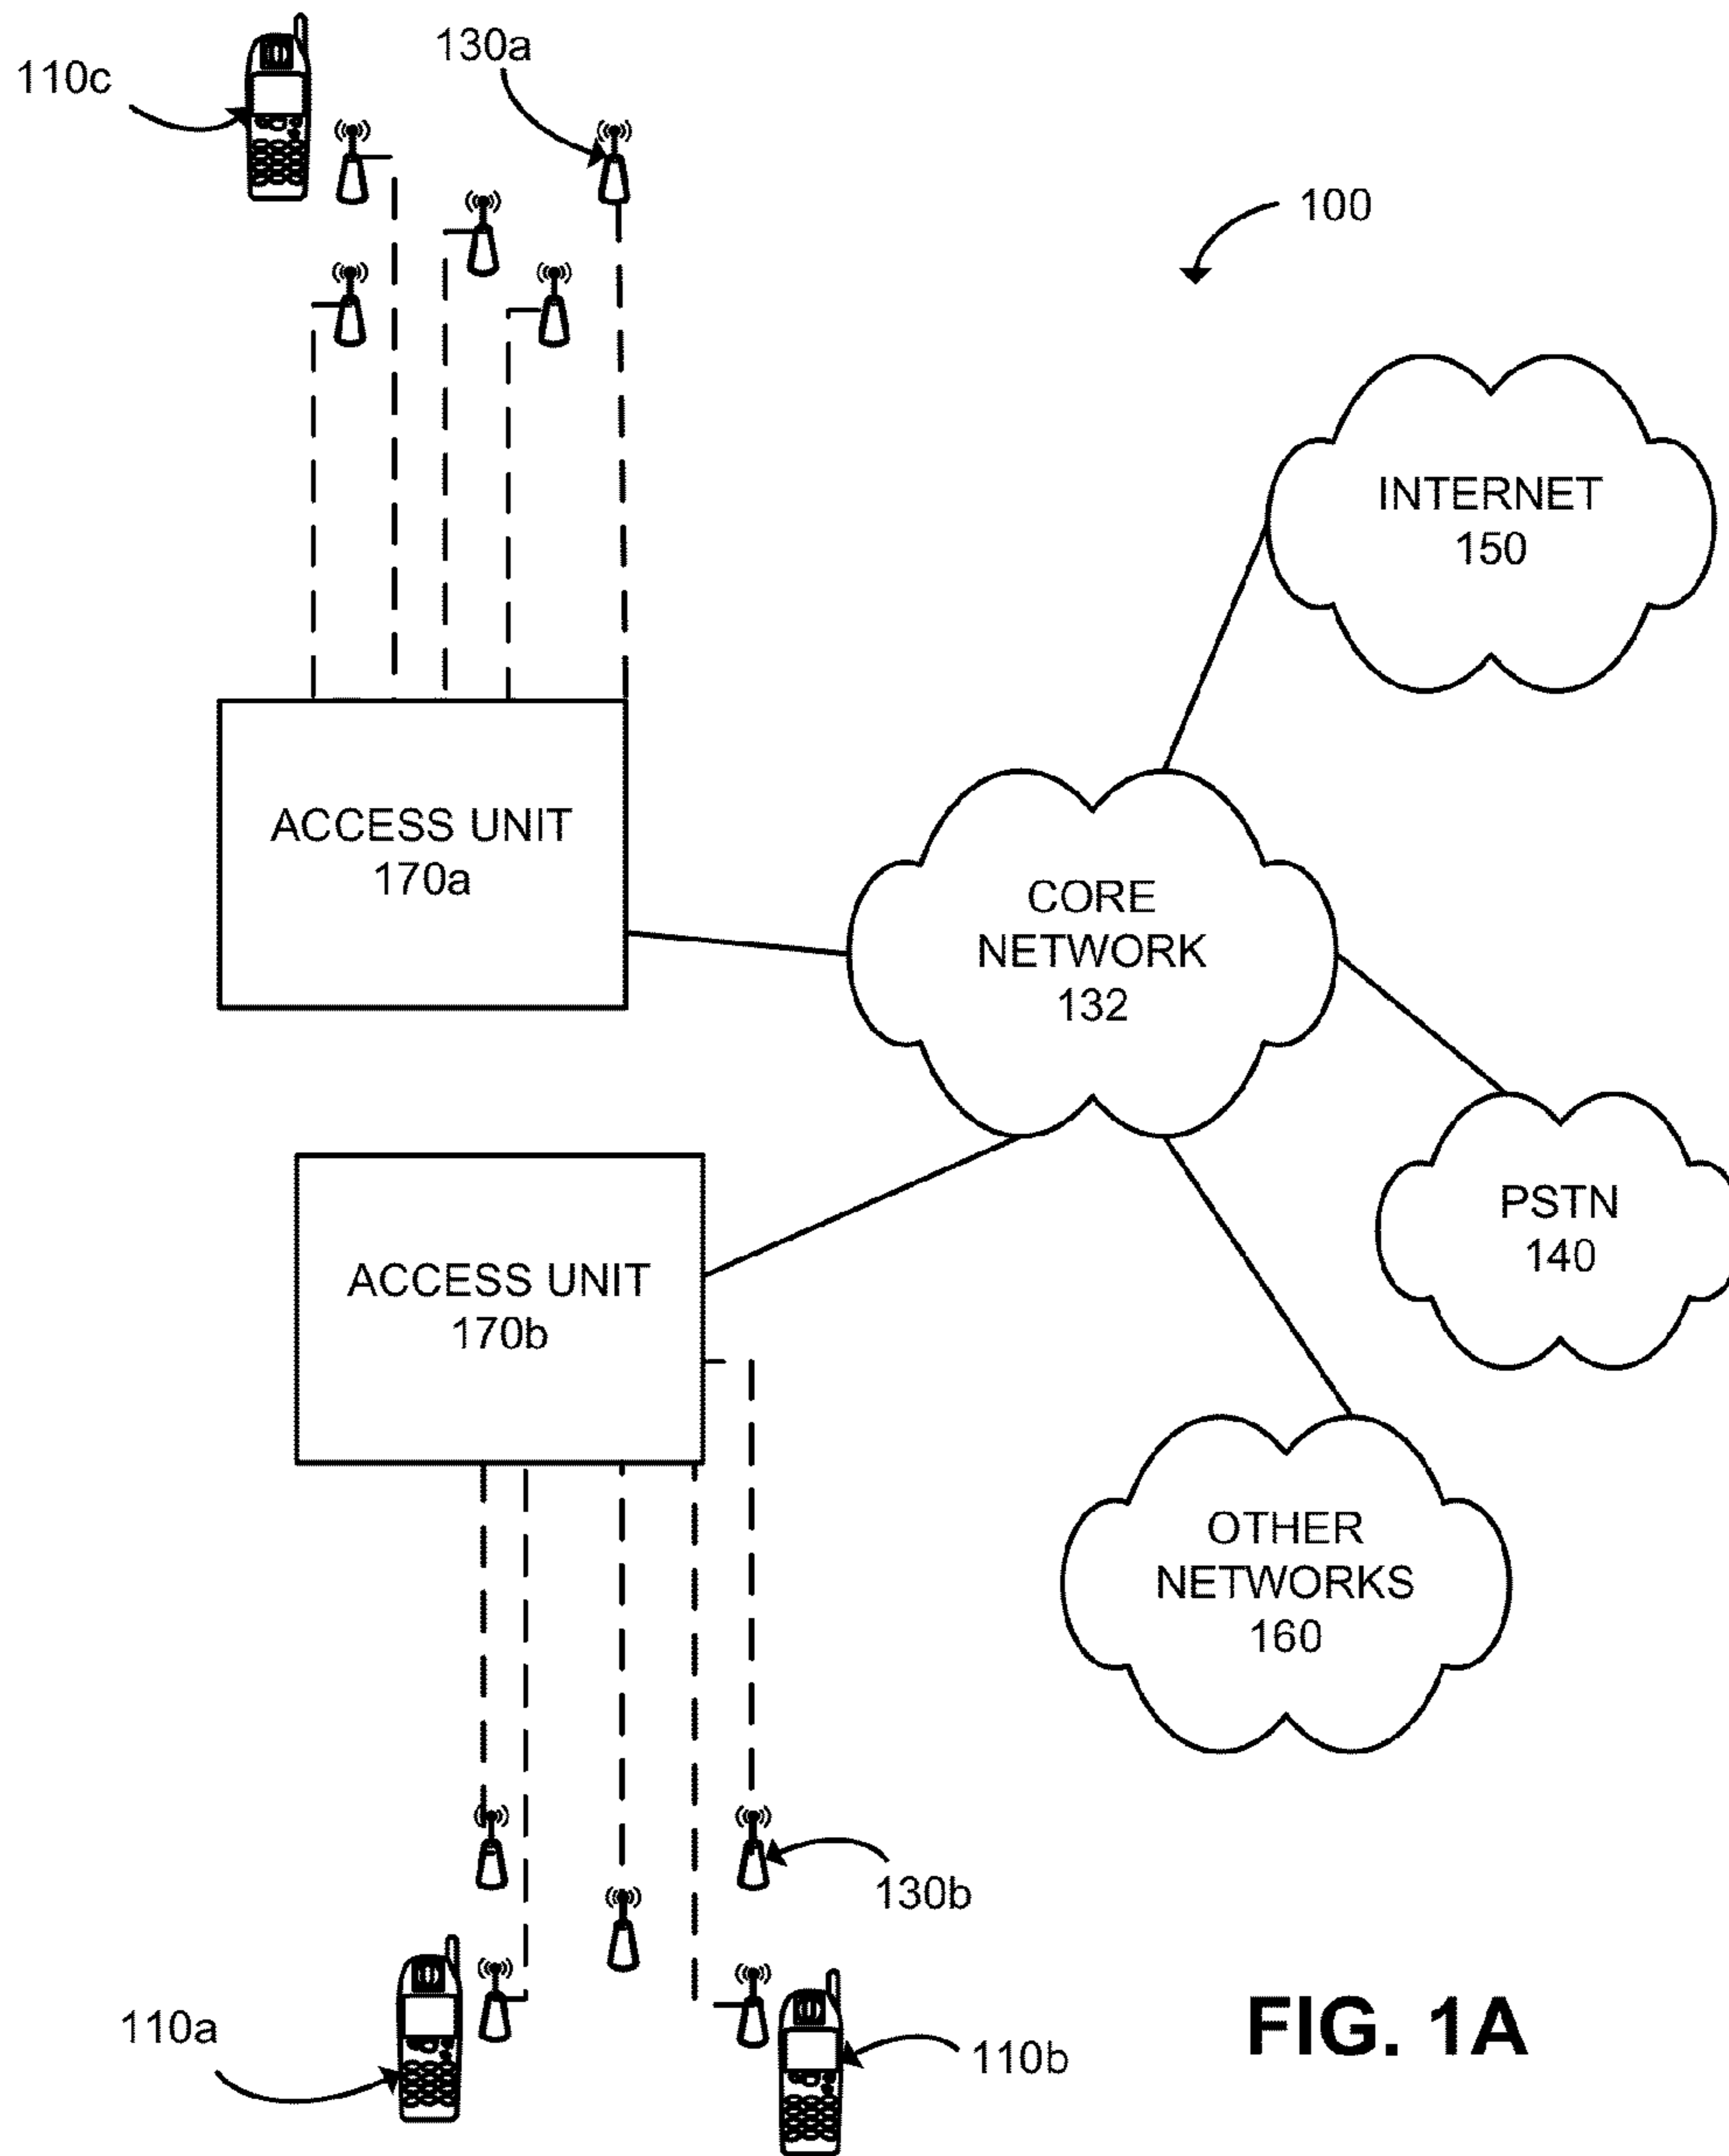 110c
130a
100
INTERNET
150
ACCESS UNIT
170a
CORE
NETWORK
132
PSTN
140
ACCESS UNIT
170b
OTHER
NETWORKS
160
130b
110a
110b
FIG. 1A